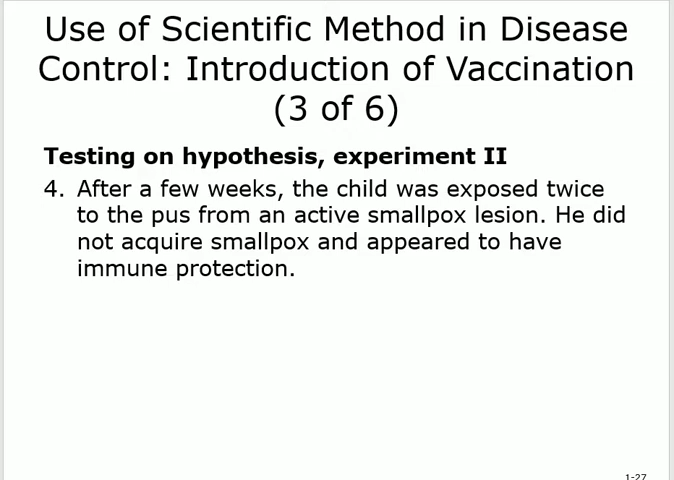 Use of Scientific Method in Disease
Control: Introduction of Vaccination
(3 of 6)
Testing on hypothesis, experiment II
4. After a few weeks, the child was exposed twice
to the pus from an active smallpox lesion. He did
not acquire smallpox and appeared to have
immune protection.
1-27